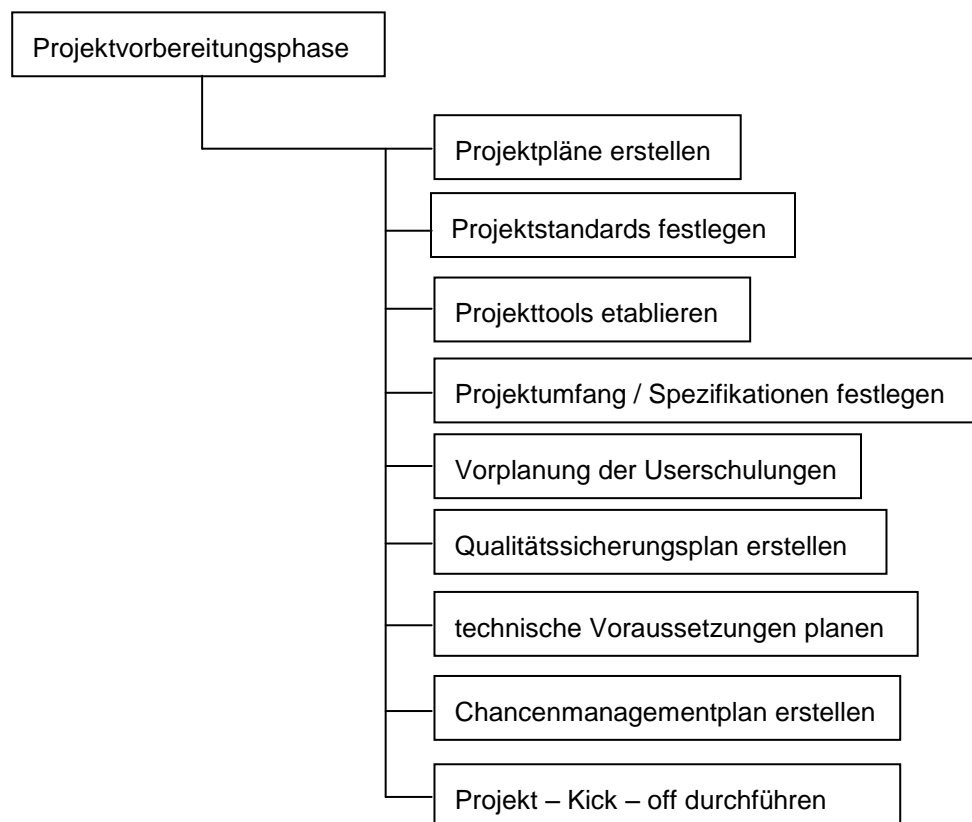 Projektvorbereitungsphase
Projektpläne erstellen
Projektstandards festlegen
Projekttools etablieren
Projektumfang / Spezifikationen festlegen
Vorplanung der Userschulungen
Qualitätssicherungsplan erstellen
technische Voraussetzungen planen
Chancenmanagementplan erstellen
Projekt – Kick – off durchführen